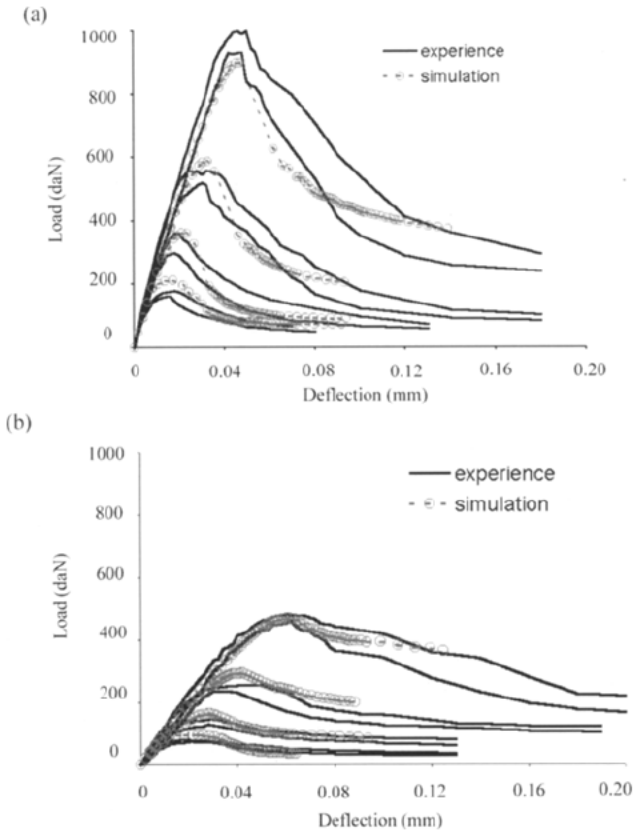 (a)
1000
800
600
400
200
0
Load (daN)
experience
simulation
0 0.04 0.08 0.12 0.16 0.20
Deflection (mm)
(b)
1000
800
600
400
200
0
Load (daN)
experience
simulation
0 0.04 0.08 0.12 0.16 0.20
Deflection (mm)